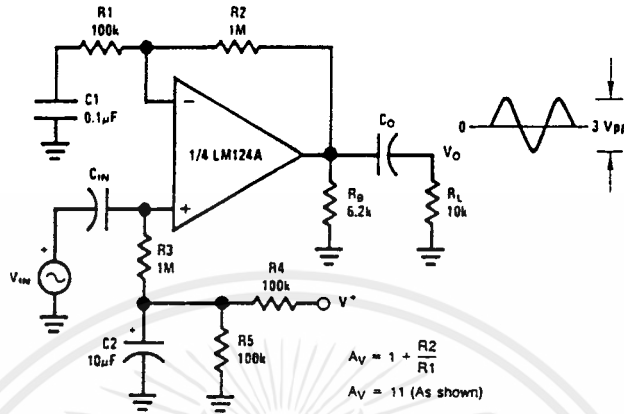 R1
100k
R2
1M
C1
0.1μF
−
1/4 LM124A
+
CIN
+
VIN
R3
1M
CO
VO
RB
6.2k
RL
10k
0
3 Vpp
R4
100k
V+
+
C2
10μF
R5
100k
AV = 1 + R2/R1
AV = 11 (As shown)